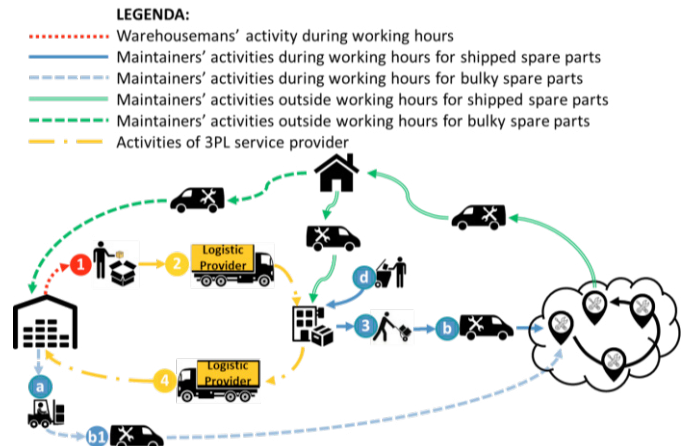 LEGENDA:
Warehousemans' activity during working hours
Maintainers' activities during working hours for shipped spare parts
Maintainers' activities during working hours for bulky spare parts
Maintainers' activities outside working hours for shipped spare parts
Maintainers' activities outside working hours for bulky spare parts
Activities of 3PL service provider
1
2
Logistic
Provider
d
3
b
4
Logistic
Provider
a
b1